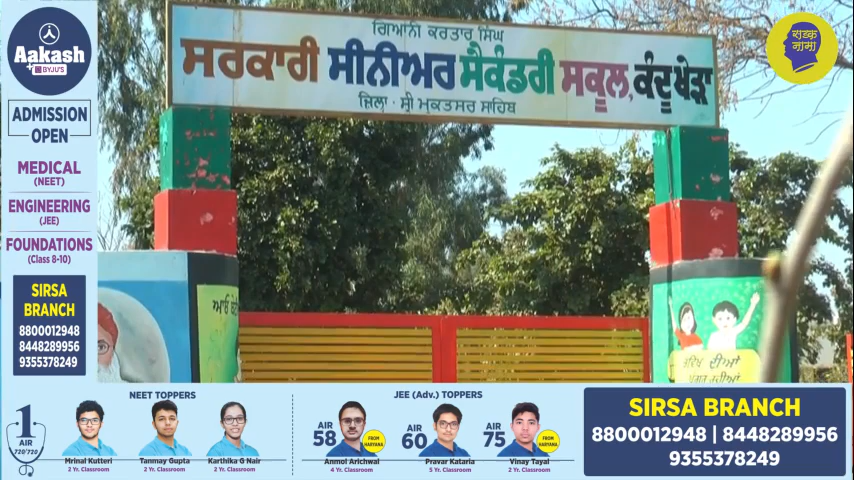 Aakash
BYJU'S
ADMISSION
OPEN
MEDICAL
(NEET)
ENGINEERING
(JEE)
FOUNDATIONS
(Class 8-10)
SIRSA
BRANCH
8800012948
8448289956
9355378249
ਗਿਆਨੀ ਕਰਤਾਰ ਸਿੰਘ
ਸਰਕਾਰੀ ਸੀਨੀਅਰ ਸੈਕੰਡਰੀ ਸਕੂਲ, ਕੰਦੂਖੇੜਾ
ਜ਼ਿਲਾ · ਸ੍ਰੀ ਮੁਕਤਸਰ ਸਾਹਿਬ
सड़क
नामा
ਆਓ
ਭਵਿੱਖ ਦੀਆਂ
NEET TOPPERS
1
AIR
720/720
Mrinal Kutteri
2 Yr. Classroom
Tanmay Gupta
2 Yr. Classroom
Karthika G Nair
2 Yr. Classroom
JEE (Adv.) TOPPERS
AIR
58
FROM
HARYANA
Anmol Arichwal
4 Yr. Classroom
AIR
60
Pravar Kataria
5 Yr. Classroom
AIR
75
FROM
HARYANA
Vinay Tayal
2 Yr. Classroom
SIRSA BRANCH
8800012948 | 8448289956
9355378249